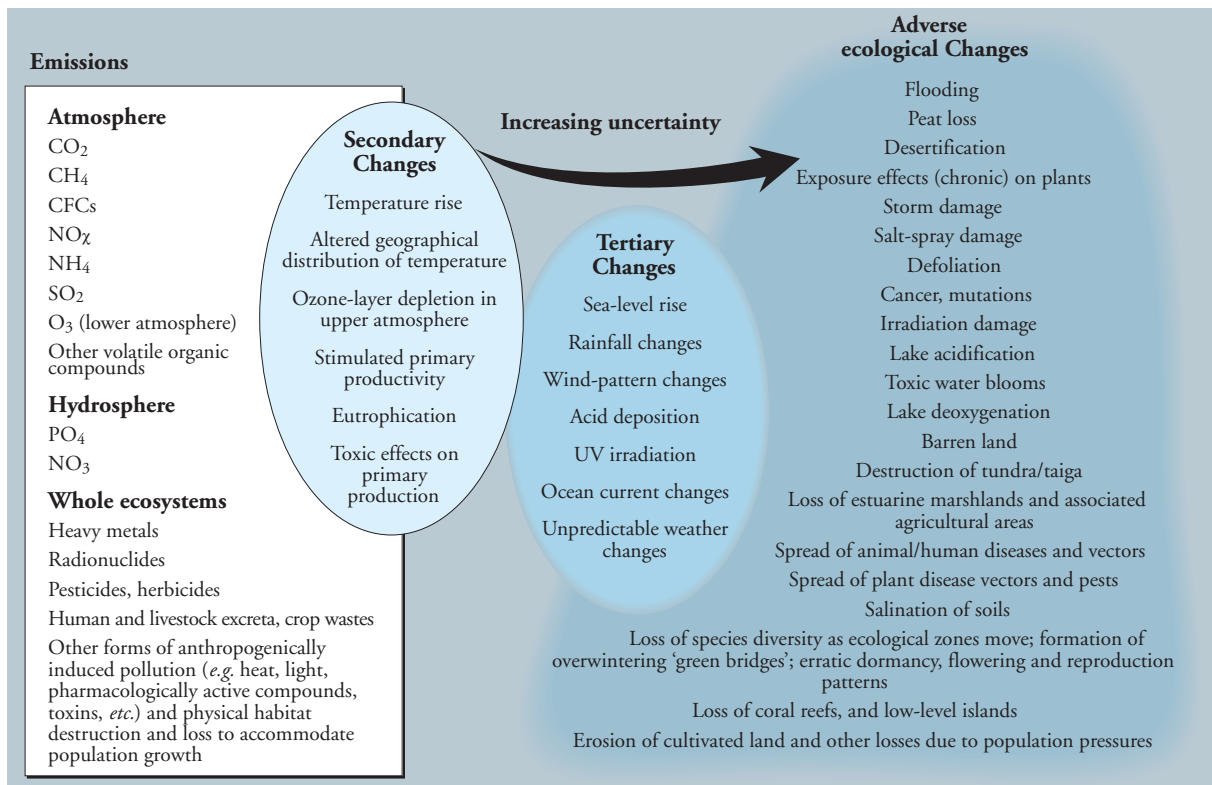 Emissions
Atmosphere
CO2
CH4
CFCs
NOχ
NH4
SO2
O3 (lower atmosphere)
Other volatile organic
compounds
Hydrosphere
PO4
NO3
Whole ecosystems
Heavy metals
Radionuclides
Pesticides, herbicides
Human and livestock excreta, crop wastes
Other forms of anthropogenically
induced pollution (e.g. heat, light,
pharmacologically active compounds,
toxins, etc.) and physical habitat
destruction and loss to accommodate
population growth
Secondary
Changes
Temperature rise
Altered geographical
distribution of temperature
Ozone-layer depletion in
upper atmosphere
Stimulated primary
productivity
Eutrophication
Toxic effects on
primary
production
Increasing uncertainty
Tertiary
Changes
Sea-level rise
Rainfall changes
Wind-pattern changes
Acid deposition
UV irradiation
Ocean current changes
Unpredictable weather
changes
Adverse
ecological Changes
Flooding
Peat loss
Desertification
Exposure effects (chronic) on plants
Storm damage
Salt-spray damage
Defoliation
Cancer, mutations
Irradiation damage
Lake acidification
Toxic water blooms
Lake deoxygenation
Barren land
Destruction of tundra/taiga
Loss of estuarine marshlands and associated
agricultural areas
Spread of animal/human diseases and vectors
Spread of plant disease vectors and pests
Salination of soils
Loss of species diversity as ecological zones move; formation of
overwintering ‘green bridges’; erratic dormancy, flowering and reproduction
patterns
Loss of coral reefs, and low-level islands
Erosion of cultivated land and other losses due to population pressures